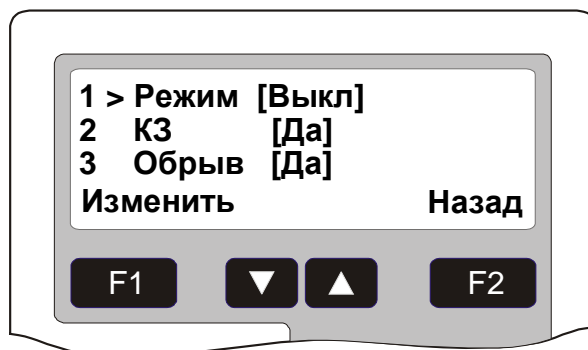 1 > Режим [Выкл]
2 КЗ [Да]
3 Обрыв [Да]
Изменить Назад
F1 ▼ ▲ F2